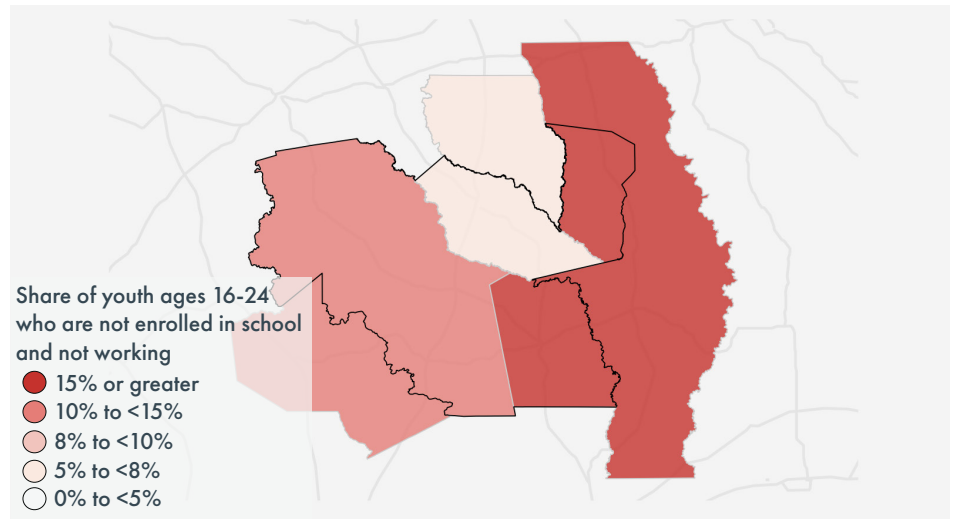 Share of youth ages 16-24
who are not enrolled in school
and not working
15% or greater
10% to <15%
8% to <10%
5% to <8%
0% to <5%